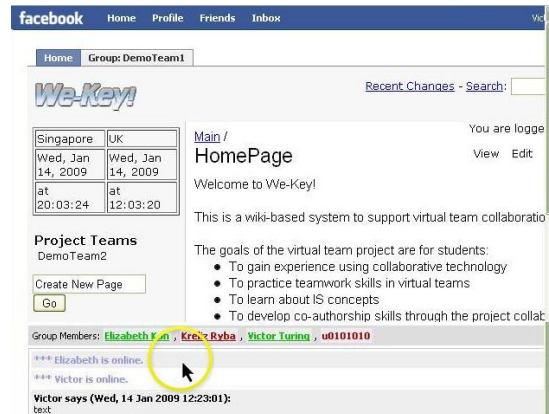 facebook Home Profile Friends Inbox
Home Group: DemoTeam1
We-Key!
Recent Changes - Search:
You are logge
View Edit
Singapore UK
Wed, Jan 14, 2009 Wed, Jan 14, 2009
at 20:03:24 at 12:03:20
Project Teams
DemoTeam2
Create New Page
Go
Main /
HomePage
Welcome to We-Key!
This is a wiki-based system to support virtual team collaboratio
The goals of the virtual team project are for students:
To gain experience using collaborative technology
To practice teamwork skills in virtual teams
To learn about IS concepts
To develop co-authorship skills through the project collab
Group Members: Elizabeth , Ryba , Victor Turing , u0101010
*** Elizabeth is online.
*** Victor is online.
Victor says (Wed, 14 Jan 2009 12:23:01):
text